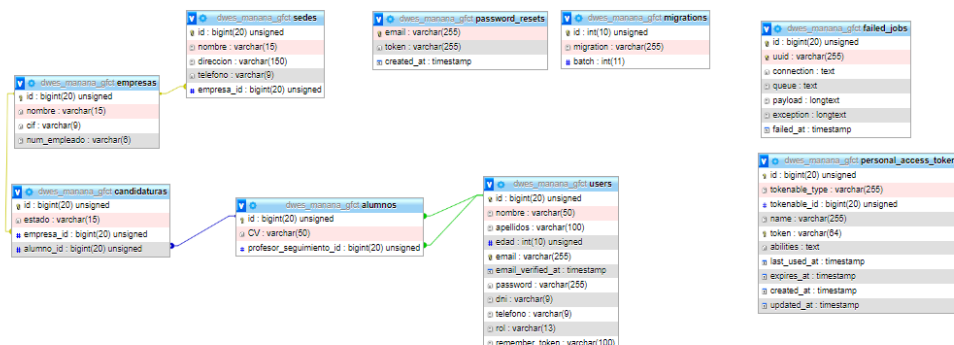 dwes_manana_gfct sedes
id : bigint(20) unsigned
nombre : varchar(15)
direccion : varchar(150)
telefono : varchar(9)
empresa_id : bigint(20) unsigned
dwes_manana_gfct password_resets
email : varchar(255)
token : varchar(255)
created_at : timestamp
dwes_manana_gfct migrations
id : int(10) unsigned
migration : varchar(255)
batch : int(11)
dwes_manana_gfct failed_jobs
id : bigint(20) unsigned
uuid : varchar(255)
connection : text
queue : text
payload : longtext
exception : longtext
failed_at : timestamp
dwes_manana_gfct empresas
id : bigint(20) unsigned
nombre : varchar(15)
cif : varchar(9)
num_empleado : varchar(6)
dwes_manana_gfct candidaturas
id : bigint(20) unsigned
estado : varchar(15)
empresa_id : bigint(20) unsigned
alumno_id : bigint(20) unsigned
dwes_manana_gfct alumnos
id : bigint(20) unsigned
CV : varchar(50)
profesor_seguimiento_id : bigint(20) unsigned
dwes_manana_gfct users
id : bigint(20) unsigned
nombre : varchar(50)
apellidos : varchar(100)
edad : int(10) unsigned
email : varchar(255)
email_verified_at : timestamp
password : varchar(255)
dni : varchar(9)
telefono : varchar(9)
rol : varchar(13)
remember_token : varchar(100)
dwes_manana_gfct personal_access_token
id : bigint(20) unsigned
tokenable_type : varchar(255)
tokenable_id : bigint(20) unsigned
name : varchar(255)
token : varchar(64)
abilities : text
last_used_at : timestamp
expires_at : timestamp
created_at : timestamp
updated_at : timestamp